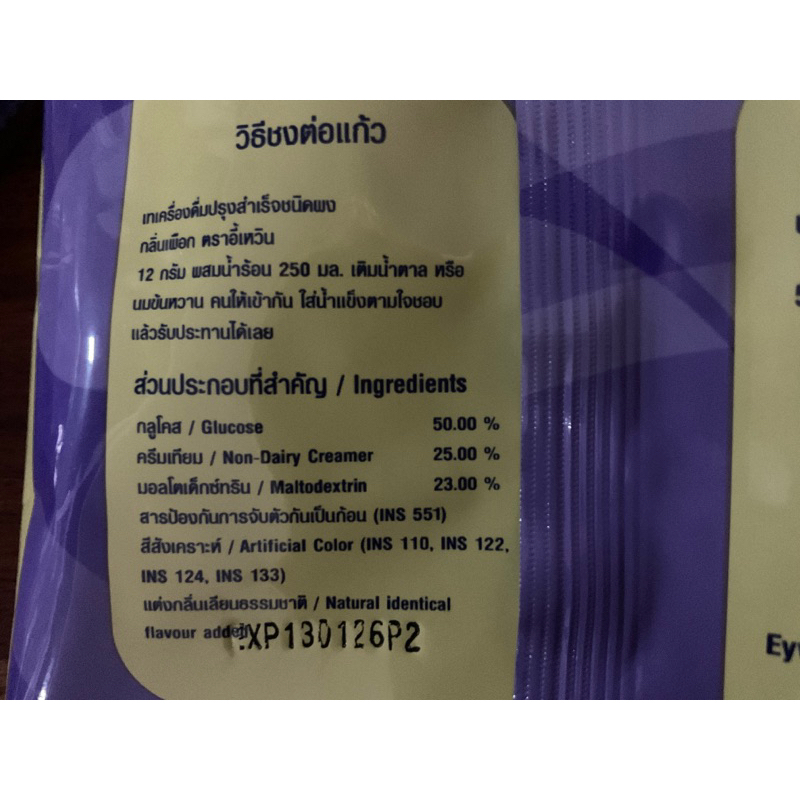 วิธีชงต่อแก้ว
เทเครื่องดื่มปรุงสำเร็จชนิดผง
กลิ่นเผือก ตราอี้เหวิน
12 กรัม ผสมน้ำร้อน 250 มล. เติมน้ำตาล หรือ
นมข้นหวาน คนให้เข้ากัน ใส่น้ำแข็งตามใจชอบ
แล้วรับประทานได้เลย
ส่วนประกอบที่สำคัญ / Ingredients
กลูโคส / Glucose 50.00 %
ครีมเทียม / Non-Dairy Creamer 25.00 %
มอลโตเด็กซ์ทริน / Maltodextrin 23.00 %
สารป้องกันการจับตัวกันเป็นก้อน (INS 551)
สีสังเคราะห์ / Artificial Color (INS 110, INS 122,
INS 124, INS 133)
แต่งกลิ่นเลียนธรรมชาติ / Natural identical
flavour added
EXP130126P2